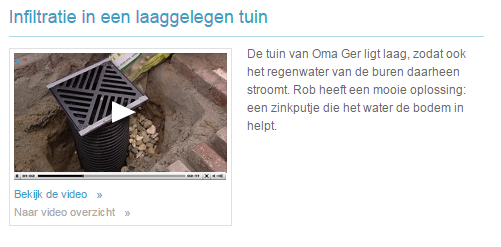 Infiltratie in een laaggelegen tuin
De tuin van Oma Ger ligt laag, zodat ook
het regenwater van de buren daarheen
stroomt. Rob heeft een mooie oplossing:
een zinkputje die het water de bodem in
helpt.
Bekijk de video »
Naar video overzicht »